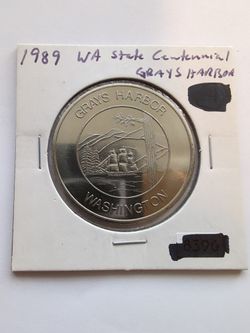 1989 WA State Centennial
GRAYS HARBOR
GRAYS HARBOR
WASHINGTON